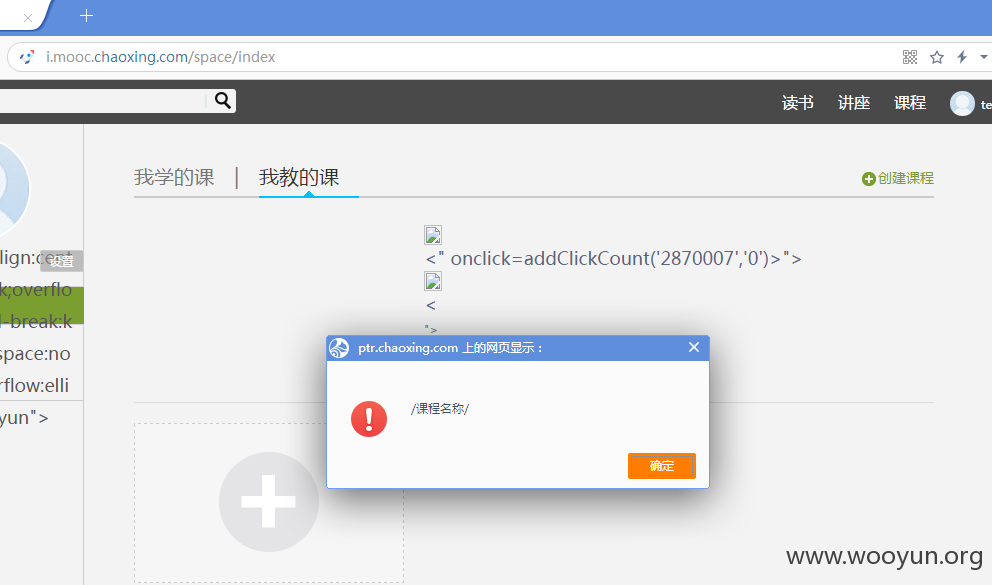 i.mooc.chaoxing.com/space/index
读书 讲座 课程 te
我学的课 | 我教的课
创建课程
lign:cent
设置
<" onclick=addClickCount('2870007','0')>">
k;overflo
<
l-break:k
">
space:no
ptr.chaoxing.com 上的网页显示：
rflow:elli
/课程名称/
yun">
确定
www.wooyun.org